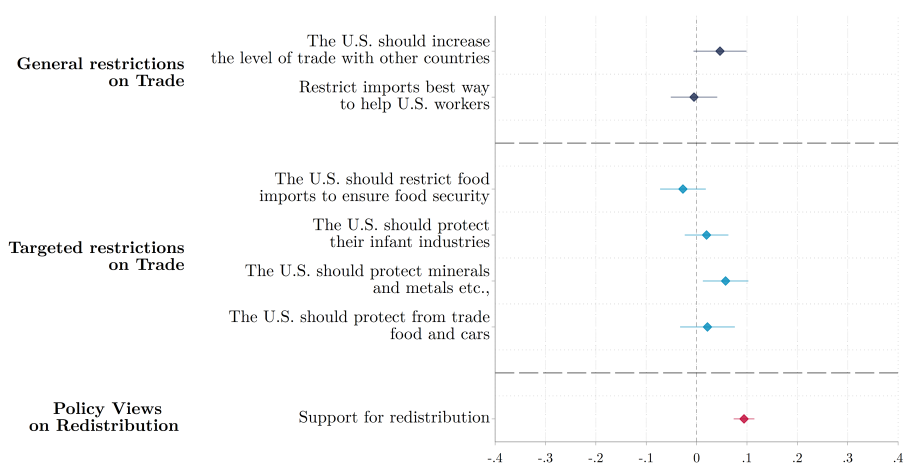 General restrictions
on Trade
The U.S. should increase
the level of trade with other countries
Restrict imports best way
to help U.S. workers
Targeted restrictions
on Trade
The U.S. should restrict food
imports to ensure food security
The U.S. should protect
their infant industries
The U.S. should protect minerals
and metals etc.,
The U.S. should protect from trade
food and cars
Policy Views
on Redistribution
Support for redistribution
-.4 -.3 -.2 -.1 0 .1 .2 .3 .4